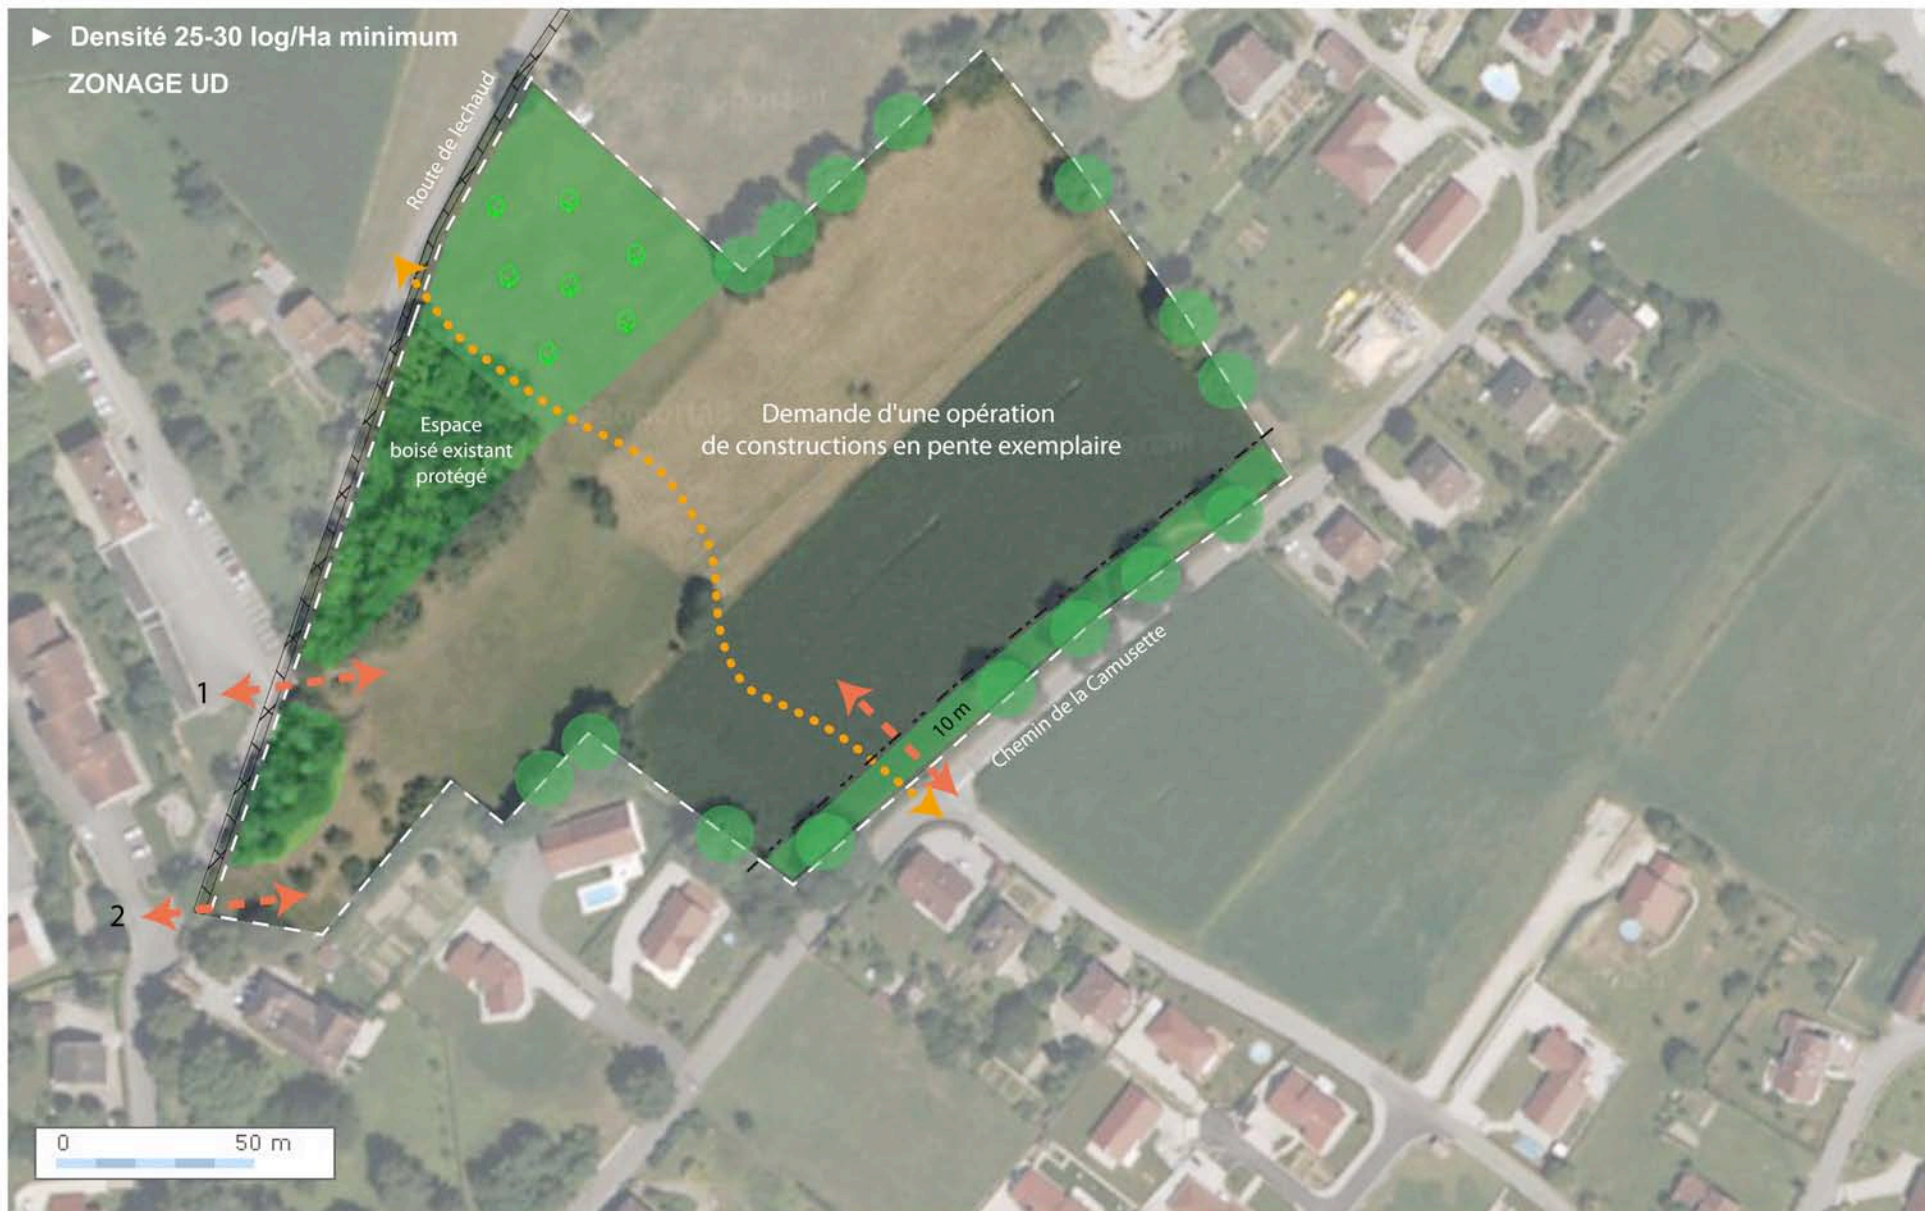 ► Densité 25-30 log/Ha minimum
ZONAGE UD
Route de lechaud
Espace
boisé existant
protégé
Demande d'une opération
de constructions en pente exemplaire
1
10 m
Chemin de la Camusette
2
0 50 m